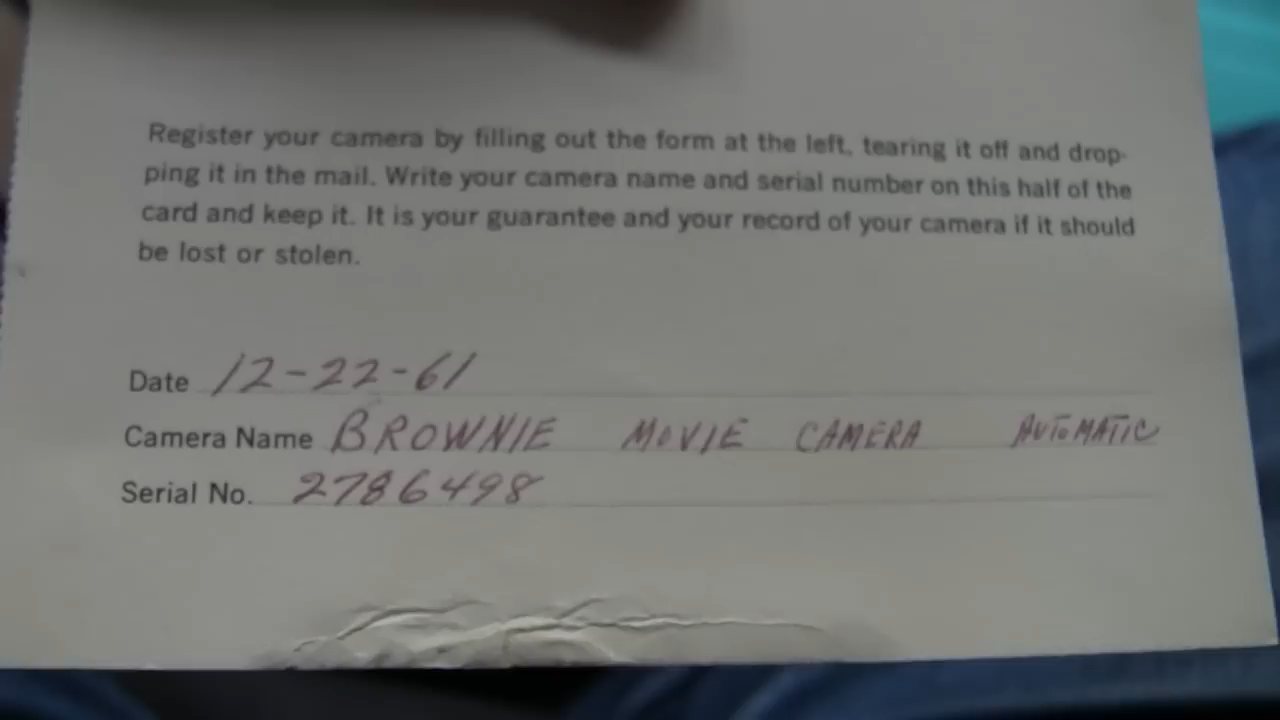 Register your camera by filling out the form at the left, tearing it off and drop-
ping it in the mail. Write your camera name and serial number on this half of the
card and keep it. It is your guarantee and your record of your camera if it should
be lost or stolen.
Date 12-22-61
Camera Name BROWNIE MOVIE CAMERA AUTOMATIC
Serial No. 2786498